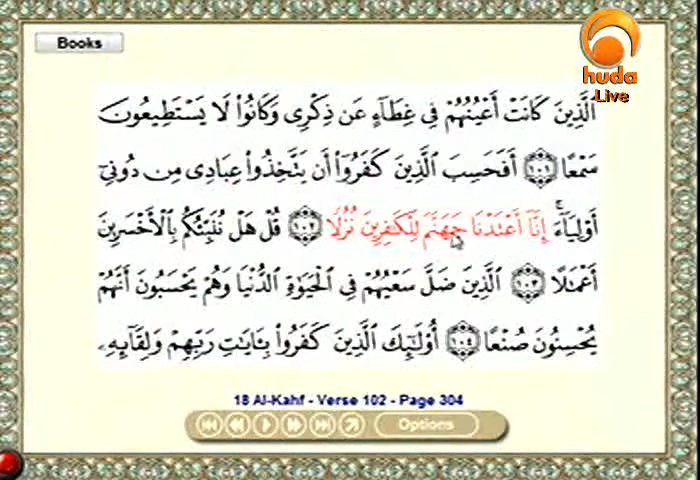 Books
huda
Live
ٱلَّذِينَ كَانَتْ أَعْيُنُهُمْ فِى غِطَآءٍ عَن ذِكْرِى وَكَانُوا۟ لَا يَسْتَطِيعُونَ
سَمْعًا ١٠١ أَفَحَسِبَ ٱلَّذِينَ كَفَرُوٓا۟ أَن يَتَّخِذُوا۟ عِبَادِى مِن دُونِىٓ
أَوْلِيَآءَ ۚ إِنَّآ أَعْتَدْنَا جَهَنَّمَ لِلْكَـٰفِرِينَ نُزُلًا ١٠٢ قُلْ هَلْ نُنَبِّئُكُم بِٱلْأَخْسَرِينَ
أَعْمَـٰلًا ١٠٣ ٱلَّذِينَ ضَلَّ سَعْيُهُمْ فِى ٱلْحَيَوٰةِ ٱلدُّنْيَا وَهُمْ يَحْسَبُونَ أَنَّهُمْ
يُحْسِنُونَ صُنْعًا ١٠٤ أُو۟لَـٰٓئِكَ ٱلَّذِينَ كَفَرُوا۟ بِـَٔايَـٰتِ رَبِّهِمْ وَلِقَآئِهِۦ
18 Al-Kahf - Verse 102 - Page 304
Options